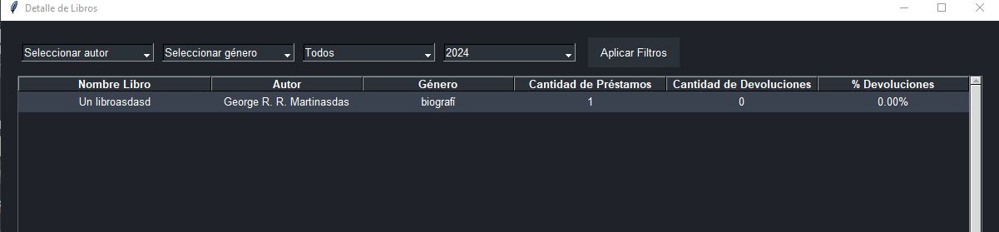 Detalle de Libros
Seleccionar autor Seleccionar género Todos 2024 Aplicar Filtros
Nombre Libro Autor Género Cantidad de Préstamos Cantidad de Devoluciones % Devoluciones
Un libroasdasd George R. R. Martinasdas biografí 1 0 0.00%